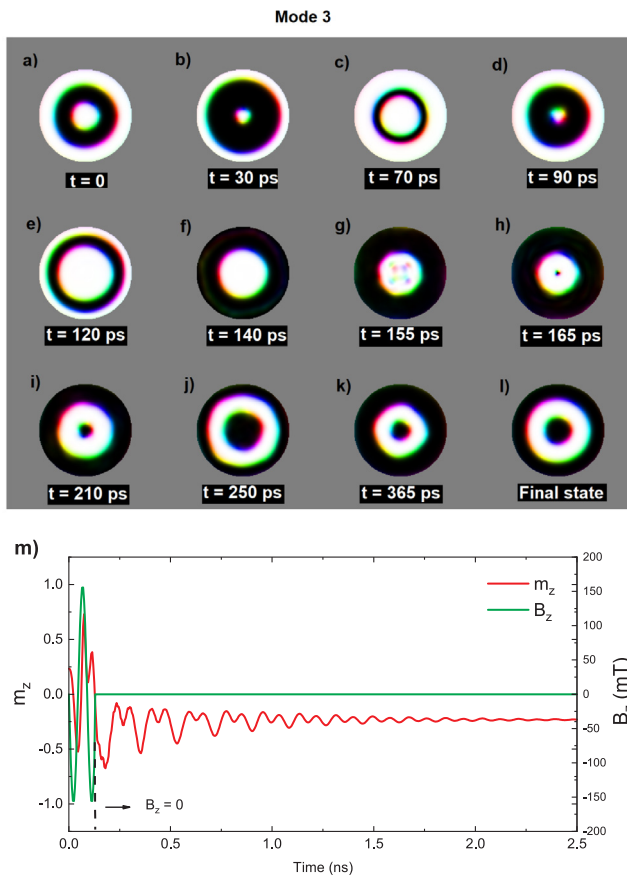 Mode 3
a) b) c) d)
t = 0 t = 30 ps t = 70 ps t = 90 ps
e) f) g) h)
t = 120 ps t = 140 ps t = 155 ps t = 165 ps
i) j) k) l)
t = 210 ps t = 250 ps t = 365 ps Final state
m)
200
1.0 m_z 150
B_z 100
0.5 50
m_z 0.0 0 B_z (mT)
-50
-0.5 -100
-1.0 B_z = 0 -150
-200
0.0 0.5 1.0 1.5 2.0 2.5
Time (ns)